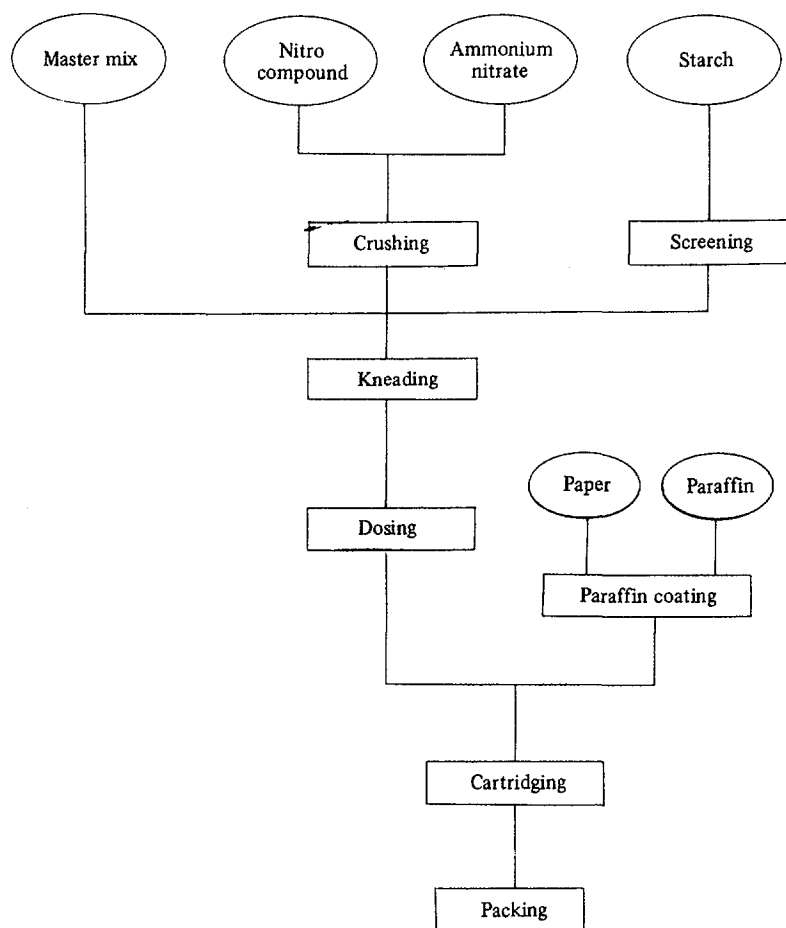 Master mix
Nitro
compound
Ammonium
nitrate
Starch
Crushing
Screening
Kneading
Paper
Paraffin
Dosing
Paraffin coating
Cartridging
Packing